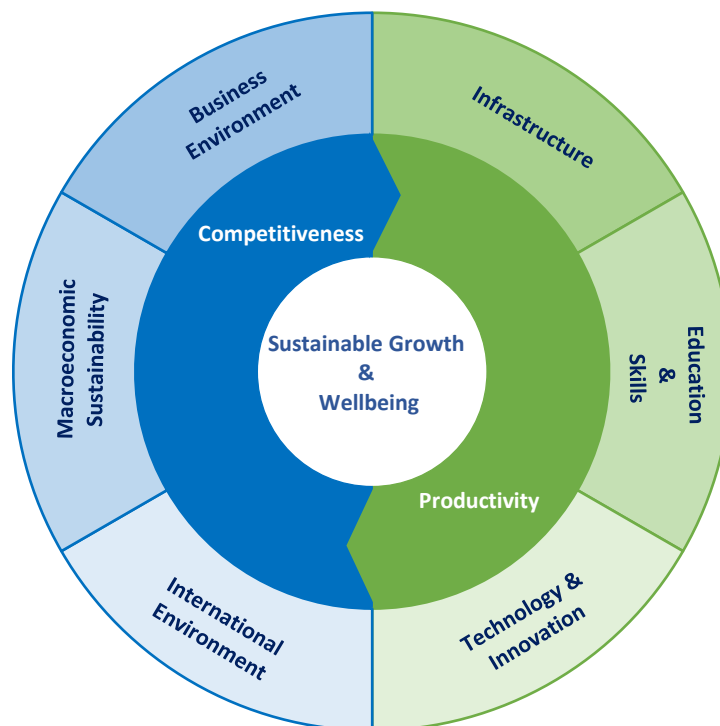 Business
Environment
Infrastructure
Competitiveness
Macroeconomic
Sustainability
Sustainable Growth
&
Wellbeing
Education
&
Skills
Productivity
International
Environment
Technology &
Innovation